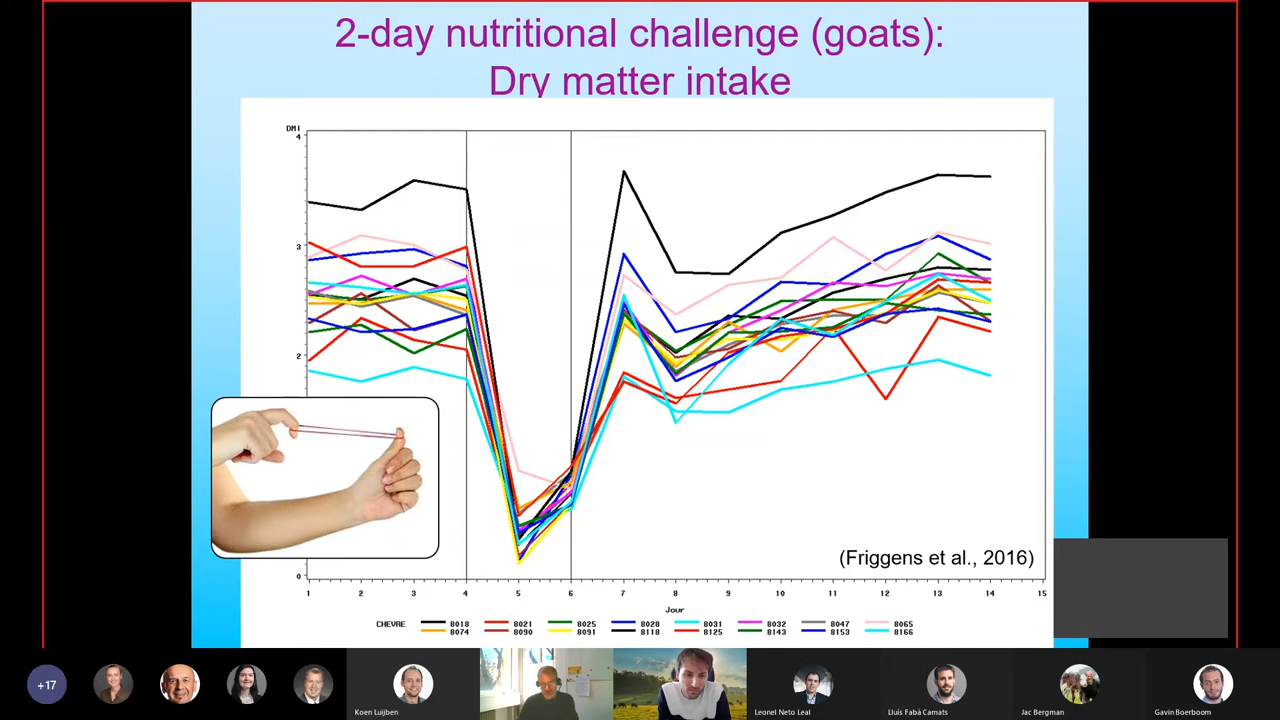 2-day nutritional challenge (goats):
Dry matter intake
DMI
4
3
2
0
1 2 3 4 5 6 7 8 9 10 11 12 13 14 15
Jour
(Friggens et al., 2016)
CHEVRE 8018 8021 8025 8028 8031 8032 8047 8065
8074 8090 8091 8118 8125 8143 8153 8166
+17
Koen Luijben
Leonel Neto Leal
Lluís Fabà Camats
Jac Bergman
Gavin Boerboom